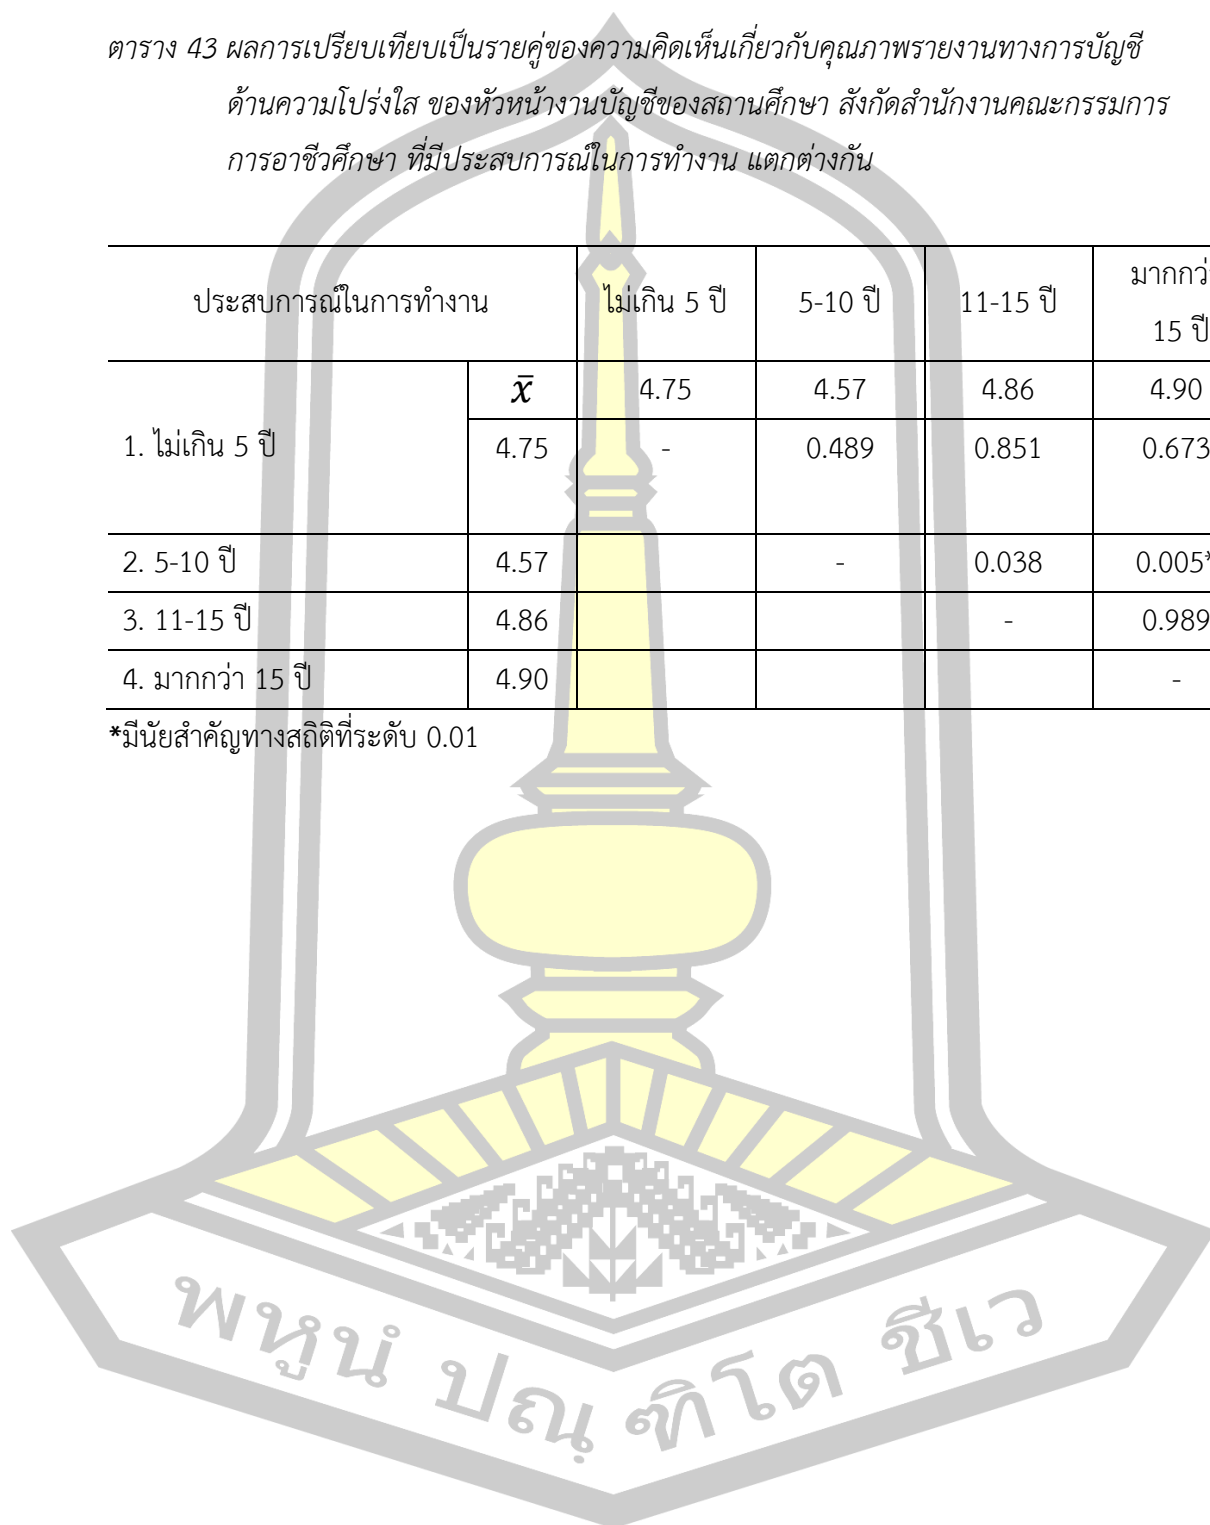 ตาราง 43 ผลการเปรียบเทียบเป็นรายคู่ของความคิดเห็นเกี่ยวกับคุณภาพรายงานทางการบัญชี
ด้านความโปร่งใส ของหัวหน้างานบัญชีของสถานศึกษา สังกัดสำนักงานคณะกรรมการ
การอาชีวศึกษา ที่มีประสบการณ์ในการทำงาน แตกต่างกัน
ประสบการณ์ในการทำงาน ไม่เกิน 5 ปี 5-10 ปี 11-15 ปี มากกว่า
15 ปี
x̄ 4.75 4.57 4.86 4.90
1. ไม่เกิน 5 ปี 4.75 - 0.489 0.851 0.673
2. 5-10 ปี 4.57 - 0.038 0.005*
3. 11-15 ปี 4.86 - 0.989
4. มากกว่า 15 ปี 4.90 -
*มีนัยสำคัญทางสถิติที่ระดับ 0.01
พหูนํ ปณฺฑิโต ชีเว